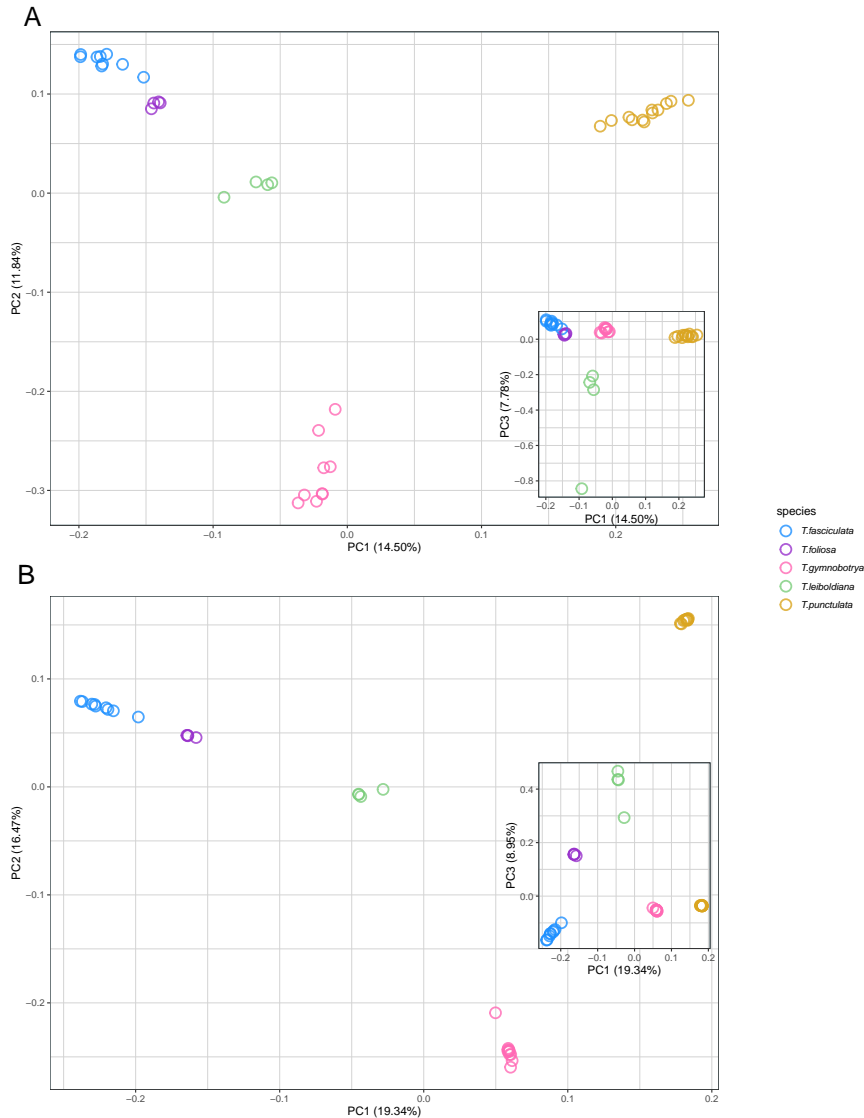 A
0.1
0.0
−0.1
−0.2
−0.3
PC2 (11.84%)
−0.2
−0.1
0.0
0.1
0.2
PC1 (14.50%)
0.0
−0.2
−0.4
−0.6
−0.8
PC3 (7.78%)
−0.2
−0.1
0.0
0.1
0.2
PC1 (14.50%)
species
T.fasciculata
T.foliosa
T.gymnobotrya
T.leiboldiana
T.punctulata
B
0.1
0.0
−0.1
−0.2
PC2 (16.47%)
−0.2
−0.1
0.0
0.1
0.2
PC1 (19.34%)
0.4
0.2
0.0
PC3 (8.95%)
−0.2
−0.1
0.0
0.1
0.2
PC1 (19.34%)